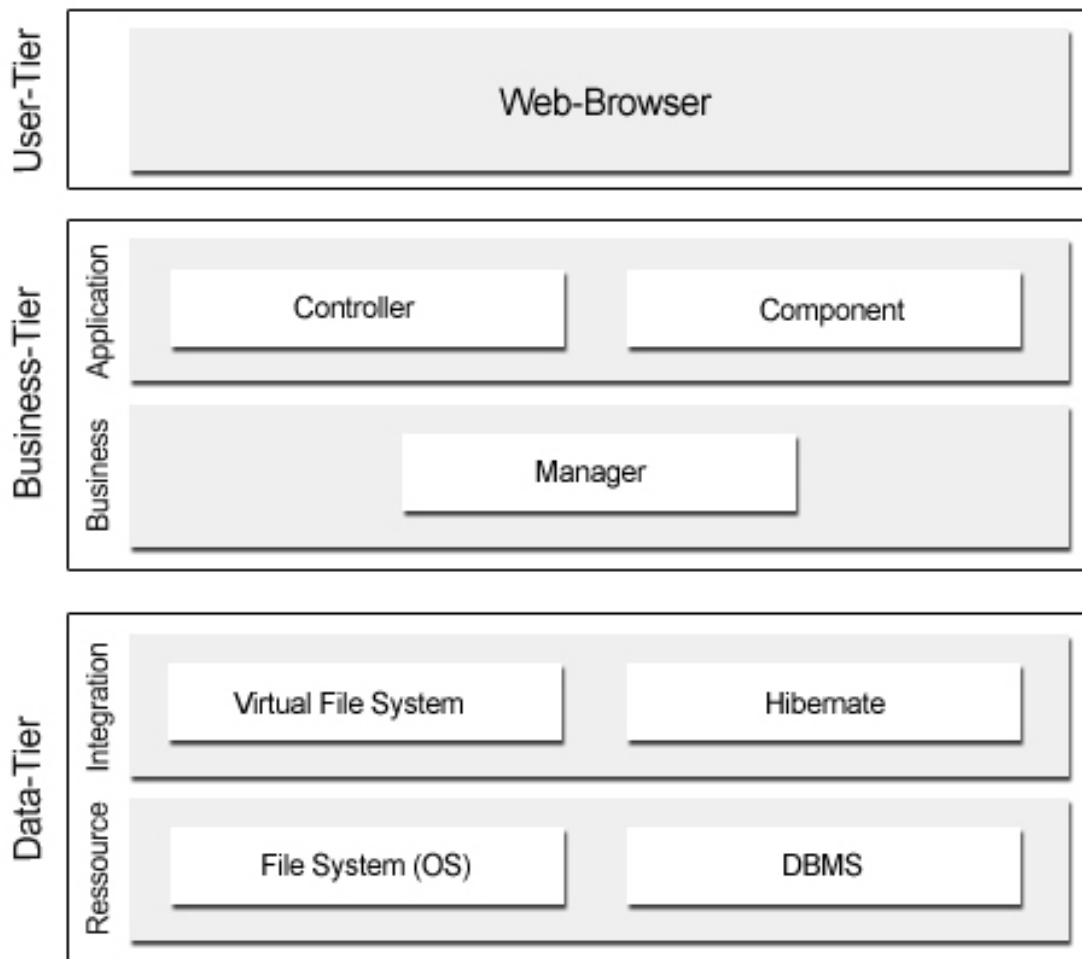 User-Tier
Web-Browser
Business-Tier
Application
Controller
Component
Business
Manager
Data-Tier
Integration
Virtual File System
Hibernate
Ressource
File System (OS)
DBMS